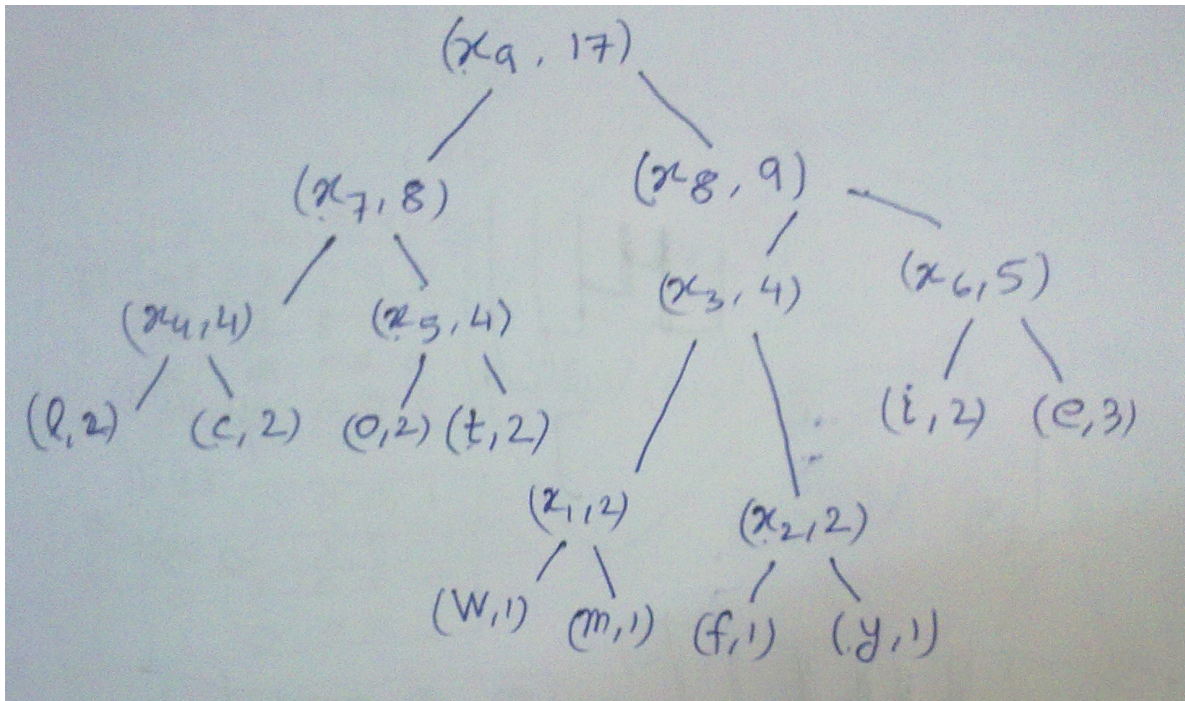 (x9, 17)
(x7, 8) (x8, 9)
(x4, 4) (x5, 4) (x3, 4) (x6, 5)
(l, 2) (c, 2) (o, 2) (t, 2) (i, 2) (e, 3)
(x1, 2) (x2, 2)
(W, 1) (m, 1) (f, 1) (y, 1)